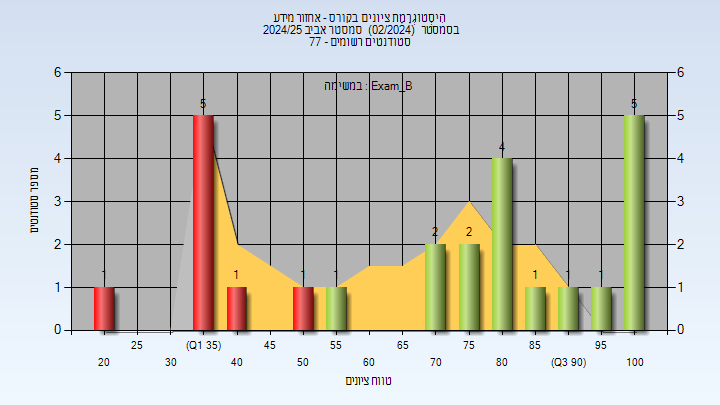 היסטוגרמת ציונים בקורס - אחזור מידע
בסמסטר (02/2024) סמסטר אביב 2024/25
סטודנטים רשומים - 77
במשימה : Exam_B
מספר סטודנטים
6 6
5 5
4 4
3 3
2 2
1 1
0 0
1 5 1 1 1 2 2 4 1 1 1 5
25 (Q1 35) 45 55 65 75 85 95
20 30 40 50 60 70 80 (Q3 90) 100
טווח ציונים